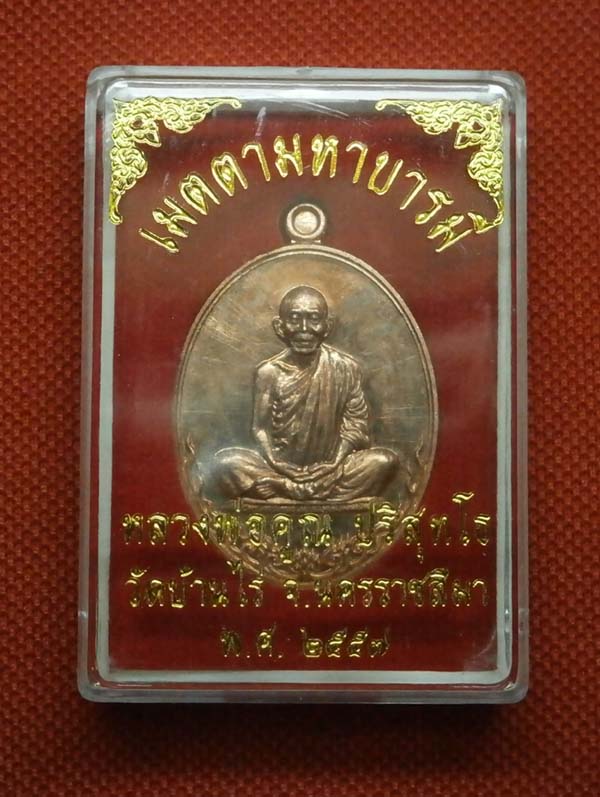 เมตตามหาบารมี
หลวงพ่อคูณ ปริสุทโธ
วัดบ้านไร่ จ.นครราชสีมา
พ.ศ. ๒๕๕๗